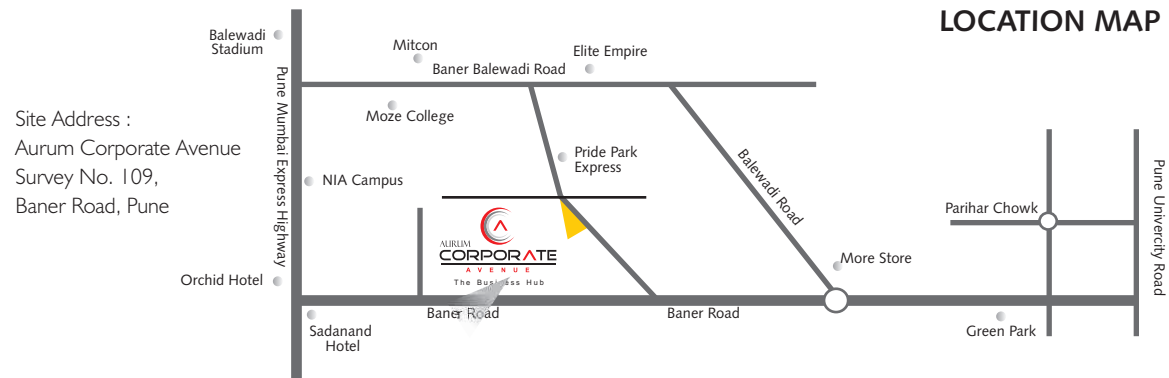 LOCATION MAP
Balewadi
Stadium
Mitcon
Elite Empire
Baner Balewadi Road
Pune Mumbai Express Highway
Moze College
Site Address :
Aurum Corporate Avenue
Survey No. 109,
Baner Road, Pune
Pride Park
Express
Balewadi Road
NIA Campus
Parihar Chowk
Pune Univercity Road
AURUM
CORPORATE
AVENUE
The Business Hub
More Store
Orchid Hotel
Baner Road
Baner Road
Sadanand
Hotel
Green Park